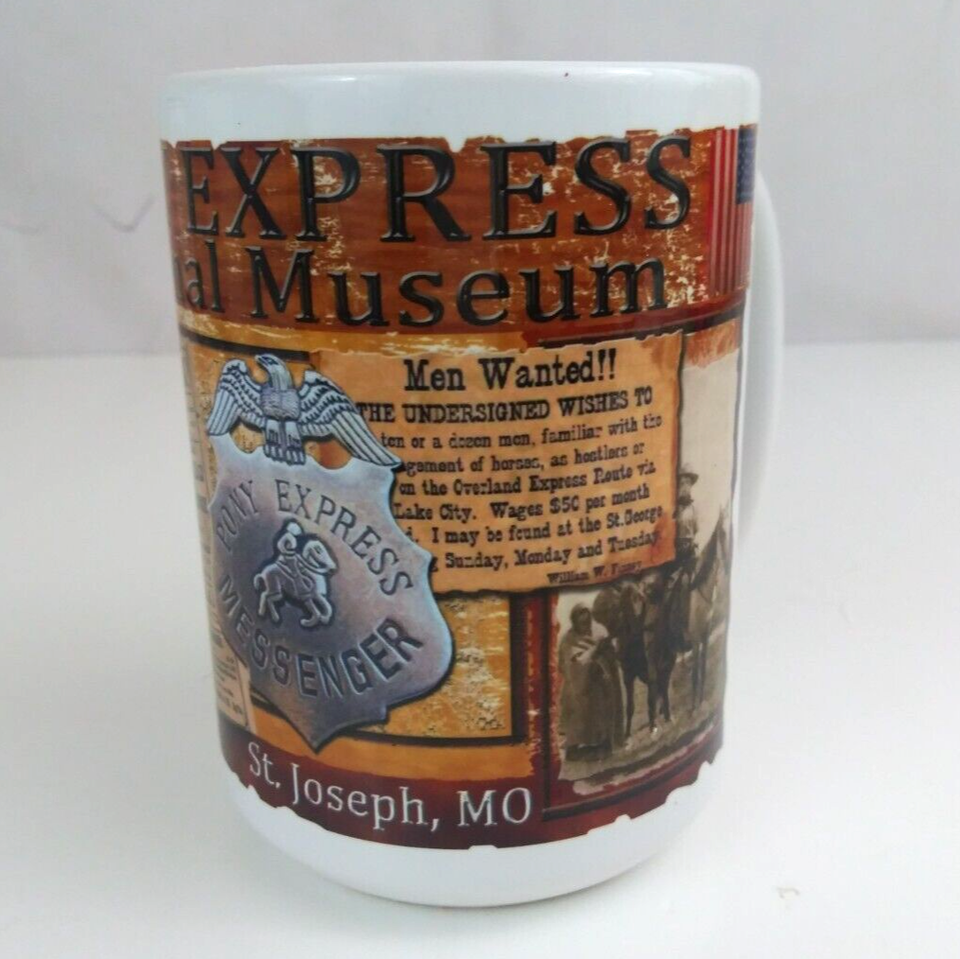 EXPRESS
al Museum
Men Wanted!!
THE UNDERSIGNED WISHES TO
ten or a dozen men, familiar with the
agement of horses, as hostlers or
on the Overland Express Route via
Lake City. Wages $50 per month
d. I may be found at the St. George
g Sunday, Monday and Tuesday
William W. Finney
PONY EXPRESS
MESSENGER
St. Joseph, MO